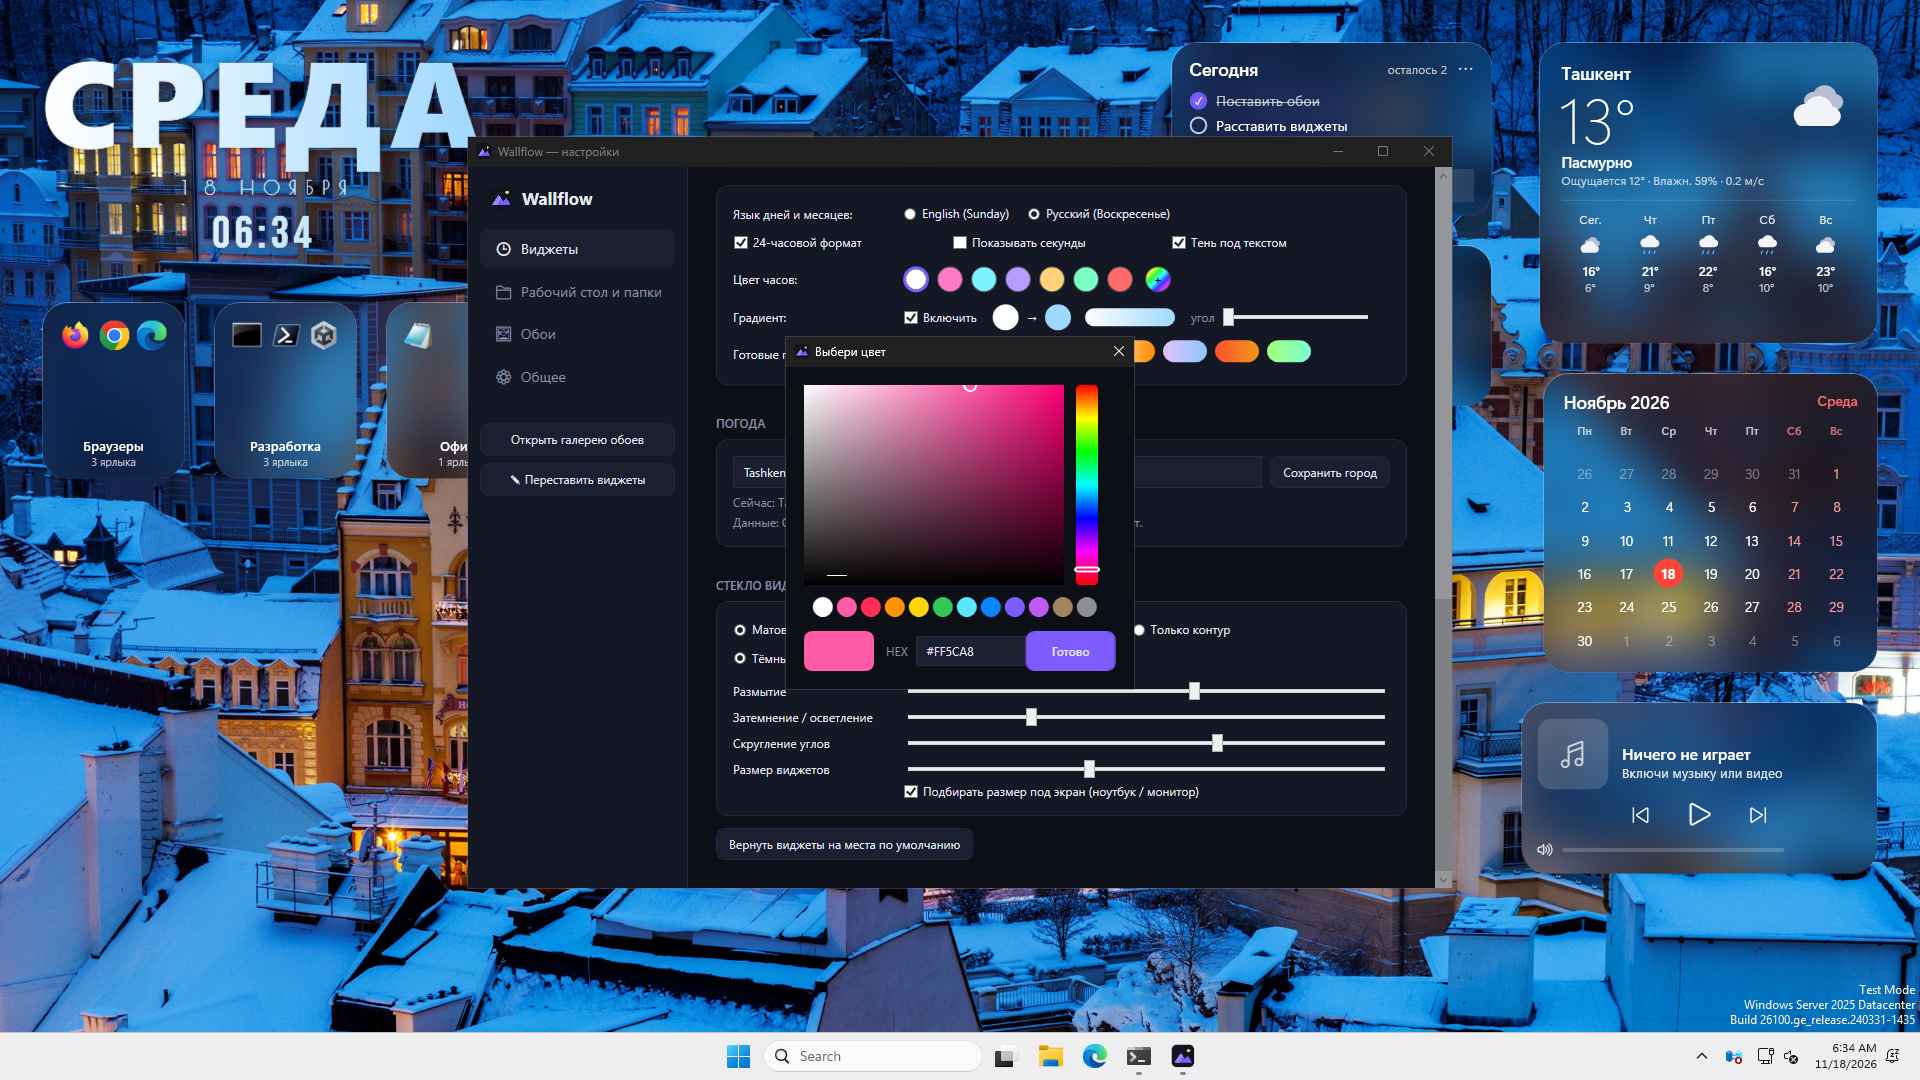 СРЕДА
18 НОЯБРЯ
06:34
Браузеры
3 ярлыка
Разработка
3 ярлыка
Wallflow — настройки
Wallflow
Виджеты
Рабочий стол и папки
Обои
Общее
Открыть галерею обоев
Переставить виджеты
Язык дней и месяцев:
English (Sunday)
Русский (Воскресенье)
24-часовой формат
Показывать секунды
Тень под текстом
Цвет часов:
Градиент:
Включить
→
угол
Готовые
ПОГОДА
Сохранить город
Сейчас:
Данные:
Только контур
Размытие
Затемнение / осветление
Скругление углов
Размер виджетов
Подбирать размер под экран (ноутбук / монитор)
Вернуть виджеты на места по умолчанию
Выбери цвет
HEX
#FF5CA8
Готово
Сегодня
осталось 2
Поставить обои
Расставить виджеты
Ташкент
13°
Пасмурно
Ощущается 12° · Влажн. 59% · 0.2 м/с
Сег. Чт Пт Сб Вс
16° 21° 22° 16° 23°
6° 9° 8° 10° 10°
Ноябрь 2026
Среда
Пн Вт Ср Чт Пт Сб Вс
26 27 28 29 30 31 1
2 3 4 5 6 7 8
9 10 11 12 13 14 15
16 17 18 19 20 21 22
23 24 25 26 27 28 29
30 1 2 3 4 5 6
Ничего не играет
Включи музыку или видео
Test Mode
Windows Server 2025 Datacenter
Build 26100.ge_release.240331-1435
Search
6:34 AM
11/18/2026